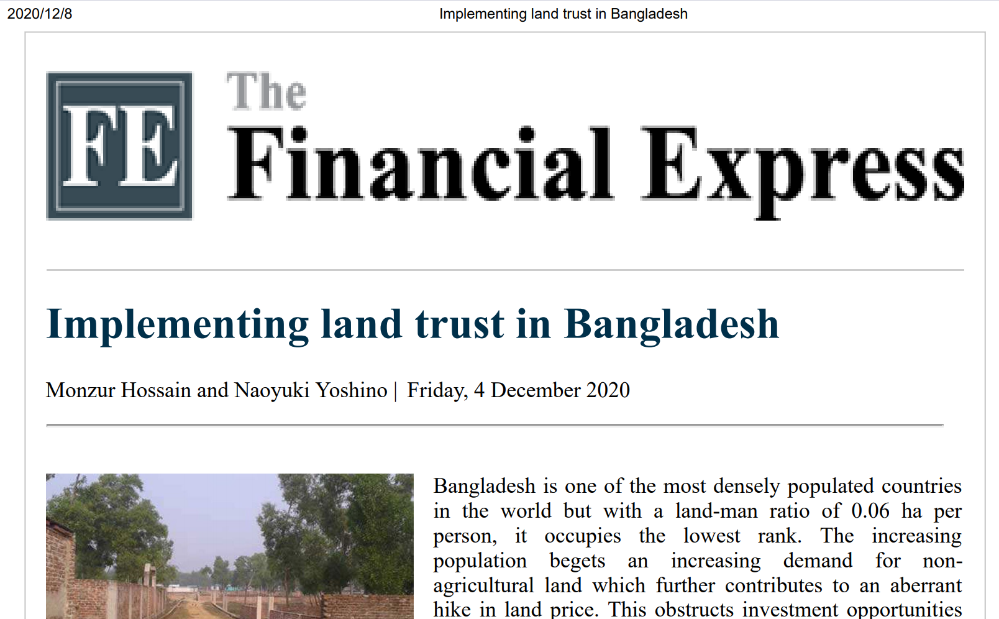 2020/12/8
Implementing land trust in Bangladesh
FE
The
Financial Express
Implementing land trust in Bangladesh
Monzur Hossain and Naoyuki Yoshino | Friday, 4 December 2020
Bangladesh is one of the most densely populated countries
in the world but with a land-man ratio of 0.06 ha per
person, it occupies the lowest rank. The increasing
population begets an increasing demand for non-
agricultural land which further contributes to an aberrant
hike in land price. This obstructs investment opportunities